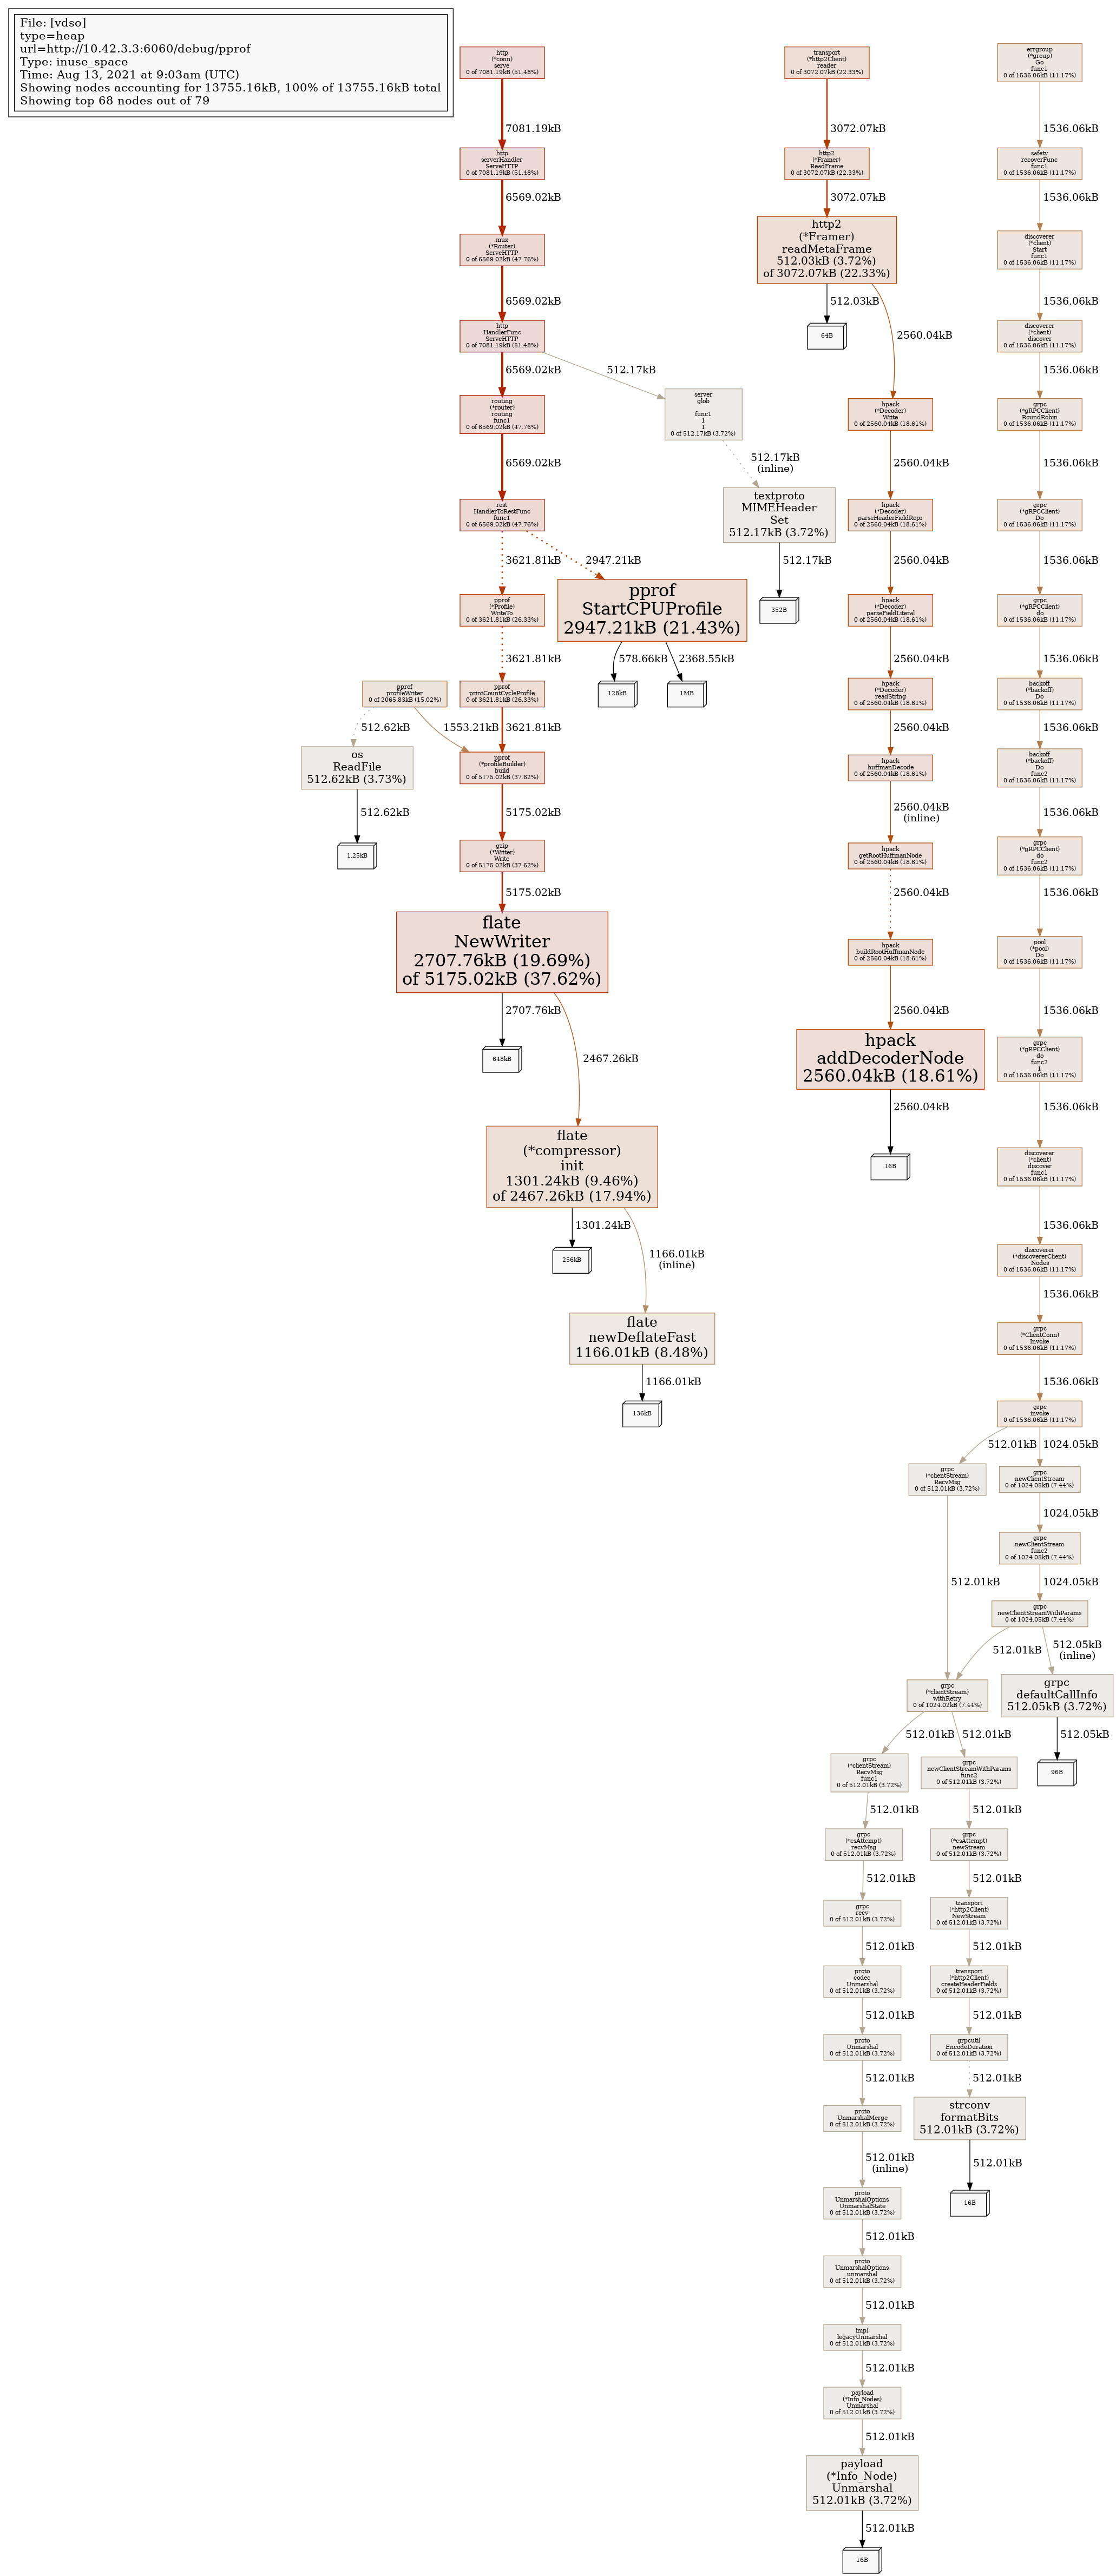 File: [vdso]
type=heap
url=http://10.42.3.3:6060/debug/pprof
Type: inuse_space
Time: Aug 13, 2021 at 9:03am (UTC)
Showing nodes accounting for 13755.16kB, 100% of 13755.16kB total
Showing top 68 nodes out of 79
http
(*conn)
serve
0 of 7081.19kB (51.48%)
7081.19kB
http
serverHandler
ServeHTTP
0 of 7081.19kB (51.48%)
6569.02kB
mux
(*Router)
ServeHTTP
0 of 6569.02kB (47.76%)
6569.02kB
http
HandlerFunc
ServeHTTP
0 of 7081.19kB (51.48%)
6569.02kB
512.17kB
routing
(*router)
routing
func1
0 of 6569.02kB (47.76%)
6569.02kB
server
glob

func1
1
1
0 of 512.17kB (3.72%)
512.17kB
(inline)
textproto
MIMEHeader
Set
512.17kB (3.72%)
512.17kB
352B
rest
HandlerToRestFunc
func1
0 of 6569.02kB (47.76%)
3621.81kB
2947.21kB
pprof
(*Profile)
WriteTo
0 of 3621.81kB (26.33%)
3621.81kB
pprof
StartCPUProfile
2947.21kB (21.43%)
578.66kB
2368.55kB
128kB
1MB
pprof
profileWriter
0 of 2065.83kB (15.02%)
512.62kB
1553.21kB
pprof
printCountCycleProfile
0 of 3621.81kB (26.33%)
3621.81kB
os
ReadFile
512.62kB (3.73%)
512.62kB
1.25kB
pprof
(*profileBuilder)
build
0 of 5175.02kB (37.62%)
5175.02kB
gzip
(*Writer)
Write
0 of 5175.02kB (37.62%)
5175.02kB
flate
NewWriter
2707.76kB (19.69%)
of 5175.02kB (37.62%)
2707.76kB
648kB
2467.26kB
flate
(*compressor)
init
1301.24kB (9.46%)
of 2467.26kB (17.94%)
1301.24kB
256kB
1166.01kB
(inline)
flate
newDeflateFast
1166.01kB (8.48%)
1166.01kB
136kB
transport
(*http2Client)
reader
0 of 3072.07kB (22.33%)
3072.07kB
http2
(*Framer)
ReadFrame
0 of 3072.07kB (22.33%)
3072.07kB
http2
(*Framer)
readMetaFrame
512.03kB (3.72%)
of 3072.07kB (22.33%)
512.03kB
64B
2560.04kB
hpack
(*Decoder)
Write
0 of 2560.04kB (18.61%)
2560.04kB
hpack
(*Decoder)
parseHeaderFieldRepr
0 of 2560.04kB (18.61%)
2560.04kB
hpack
(*Decoder)
parseFieldLiteral
0 of 2560.04kB (18.61%)
2560.04kB
hpack
(*Decoder)
readString
0 of 2560.04kB (18.61%)
2560.04kB
hpack
huffmanDecode
0 of 2560.04kB (18.61%)
2560.04kB
(inline)
hpack
getRootHuffmanNode
0 of 2560.04kB (18.61%)
2560.04kB
hpack
buildRootHuffmanNode
0 of 2560.04kB (18.61%)
2560.04kB
hpack
addDecoderNode
2560.04kB (18.61%)
2560.04kB
16B
errgroup
(*group)
Go
func1
0 of 1536.06kB (11.17%)
1536.06kB
safety
recoverFunc
func1
0 of 1536.06kB (11.17%)
1536.06kB
discoverer
(*client)
Start
func1
0 of 1536.06kB (11.17%)
1536.06kB
discoverer
(*client)
discover
0 of 1536.06kB (11.17%)
1536.06kB
grpc
(*gRPCClient)
RoundRobin
0 of 1536.06kB (11.17%)
1536.06kB
grpc
(*gRPCClient)
Do
0 of 1536.06kB (11.17%)
1536.06kB
grpc
(*gRPCClient)
do
0 of 1536.06kB (11.17%)
1536.06kB
backoff
(*backoff)
Do
0 of 1536.06kB (11.17%)
1536.06kB
backoff
(*backoff)
Do
func2
0 of 1536.06kB (11.17%)
1536.06kB
grpc
(*gRPCClient)
do
func2
0 of 1536.06kB (11.17%)
1536.06kB
pool
(*pool)
Do
0 of 1536.06kB (11.17%)
1536.06kB
grpc
(*gRPCClient)
do
func2
1
0 of 1536.06kB (11.17%)
1536.06kB
discoverer
(*client)
discover
func1
0 of 1536.06kB (11.17%)
1536.06kB
discoverer
(*discovererClient)
Nodes
0 of 1536.06kB (11.17%)
1536.06kB
grpc
(*ClientConn)
Invoke
0 of 1536.06kB (11.17%)
1536.06kB
grpc
invoke
0 of 1536.06kB (11.17%)
512.01kB
1024.05kB
grpc
(*clientStream)
RecvMsg
0 of 512.01kB (3.72%)
512.01kB
grpc
newClientStream
0 of 1024.05kB (7.44%)
1024.05kB
grpc
newClientStream
func2
0 of 1024.05kB (7.44%)
1024.05kB
grpc
newClientStreamWithParams
0 of 1024.05kB (7.44%)
512.01kB
512.05kB
(inline)
grpc
(*clientStream)
withRetry
0 of 1024.02kB (7.44%)
512.01kB
512.01kB
grpc
defaultCallInfo
512.05kB (3.72%)
512.05kB
96B
grpc
(*clientStream)
RecvMsg
func1
0 of 512.01kB (3.72%)
512.01kB
grpc
newClientStreamWithParams
func2
0 of 512.01kB (3.72%)
512.01kB
grpc
(*csAttempt)
recvMsg
0 of 512.01kB (3.72%)
512.01kB
grpc
(*csAttempt)
newStream
0 of 512.01kB (3.72%)
512.01kB
grpc
recv
0 of 512.01kB (3.72%)
512.01kB
transport
(*http2Client)
NewStream
0 of 512.01kB (3.72%)
512.01kB
proto
codec
Unmarshal
0 of 512.01kB (3.72%)
512.01kB
transport
(*http2Client)
createHeaderFields
0 of 512.01kB (3.72%)
512.01kB
proto
Unmarshal
0 of 512.01kB (3.72%)
512.01kB
grpcutil
EncodeDuration
0 of 512.01kB (3.72%)
512.01kB
proto
UnmarshalMerge
0 of 512.01kB (3.72%)
512.01kB
(inline)
strconv
formatBits
512.01kB (3.72%)
512.01kB
16B
proto
UnmarshalOptions
UnmarshalState
0 of 512.01kB (3.72%)
512.01kB
proto
UnmarshalOptions
unmarshal
0 of 512.01kB (3.72%)
512.01kB
impl
legacyUnmarshal
0 of 512.01kB (3.72%)
512.01kB
payload
(*Info_Nodes)
Unmarshal
0 of 512.01kB (3.72%)
512.01kB
payload
(*Info_Node)
Unmarshal
512.01kB (3.72%)
512.01kB
16B